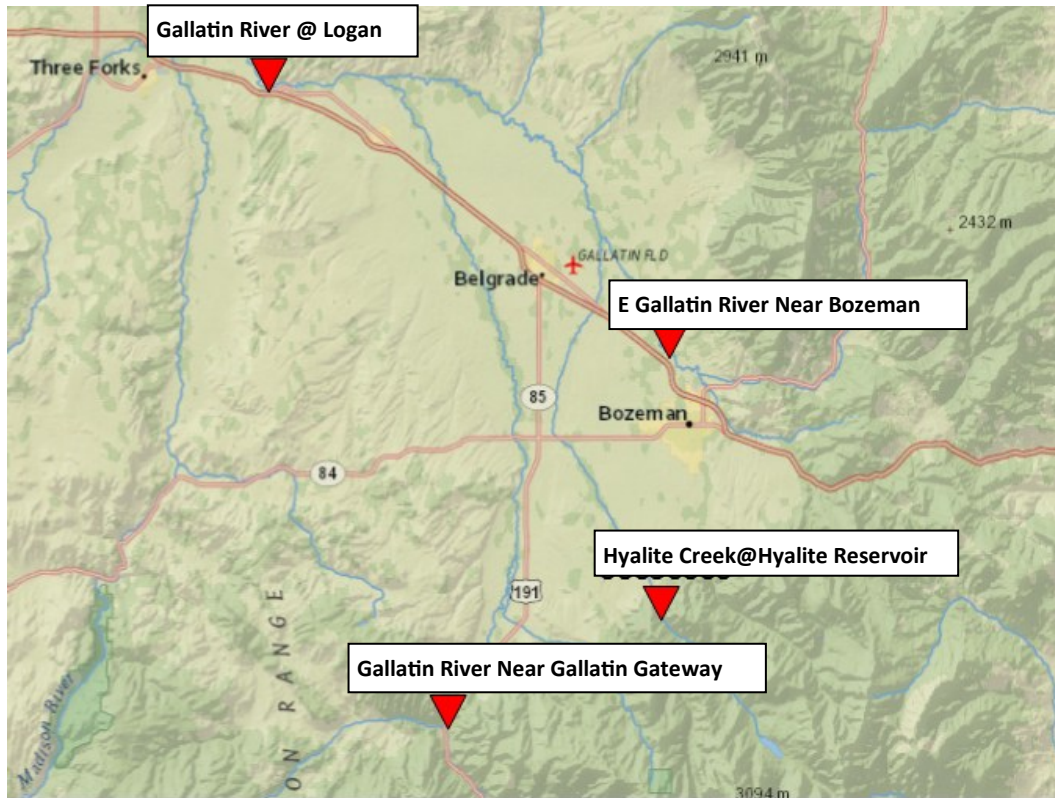 Gallatin River @ Logan
2941 m
Three Forks
2432 m
GALLATIN FLD
Belgrade
E Gallatin River Near Bozeman
85
Bozeman
84
Hyalite Creek@Hyalite Reservoir
191
ON RANGE
Gallatin River Near Gallatin Gateway
Madison River
3094 m